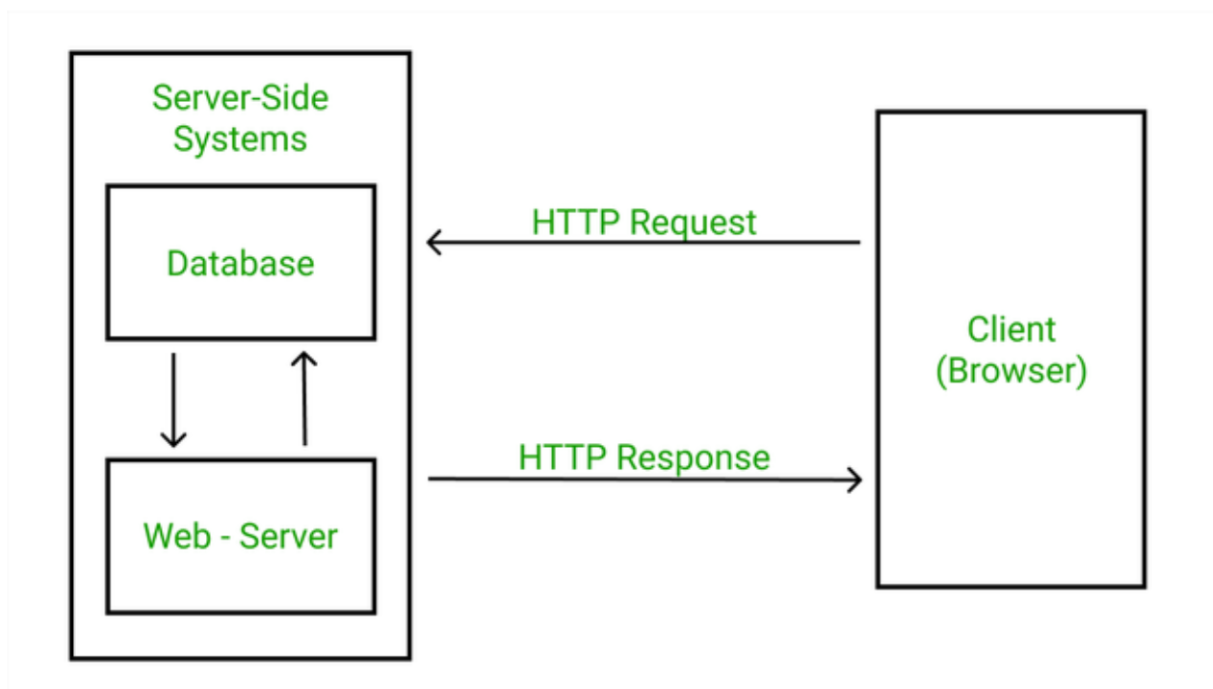 Server-Side
Systems
Database
Web - Server
HTTP Request
HTTP Response
Client
(Browser)